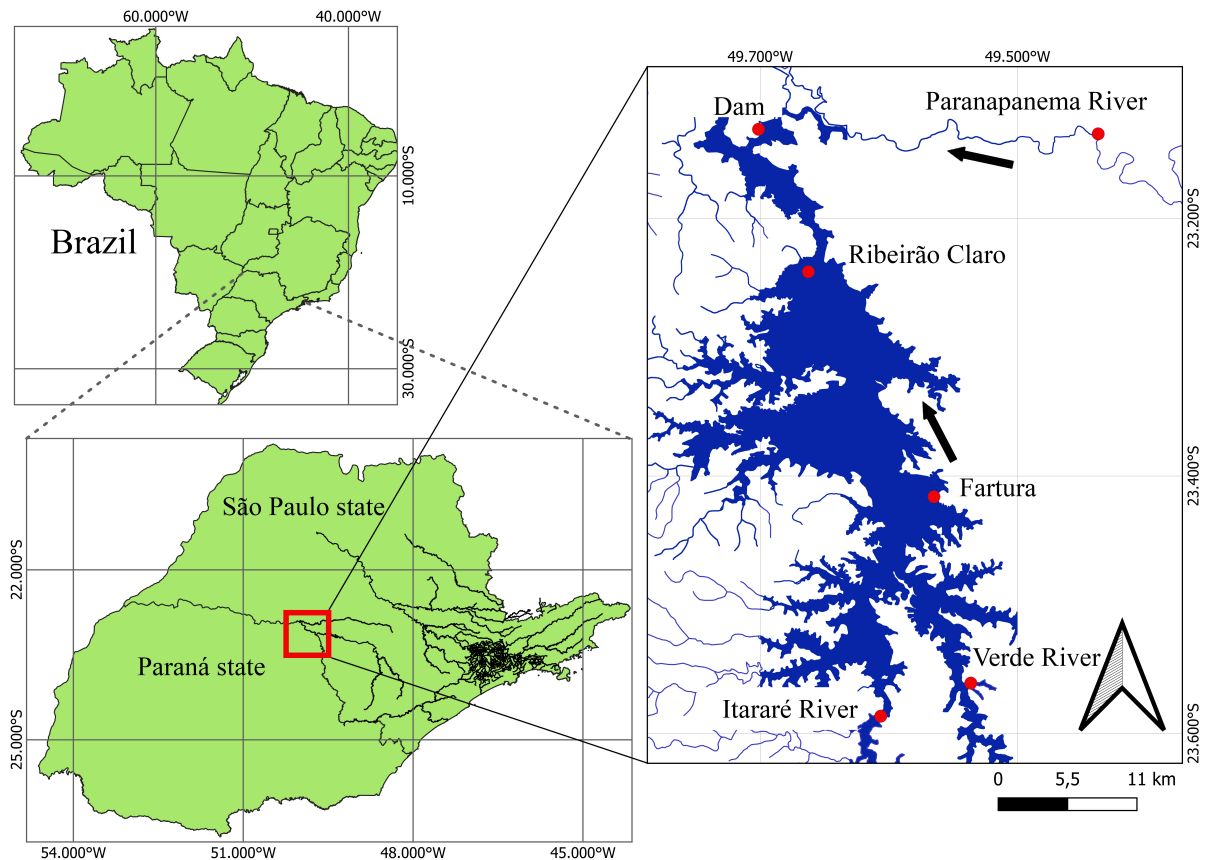 60.000°W
40.000°W
10.000°S
30.000°S
Brazil
São Paulo state
Paraná state
22.000°S
25.000°S
54.000°W
51.000°W
48.000°W
45.000°W
49.700°W
49.500°W
Dam
Paranapanema River
23.200°S
Ribeirão Claro
23.400°S
Fartura
Verde River
Itararé River
23.600°S
0 5,5 11 km